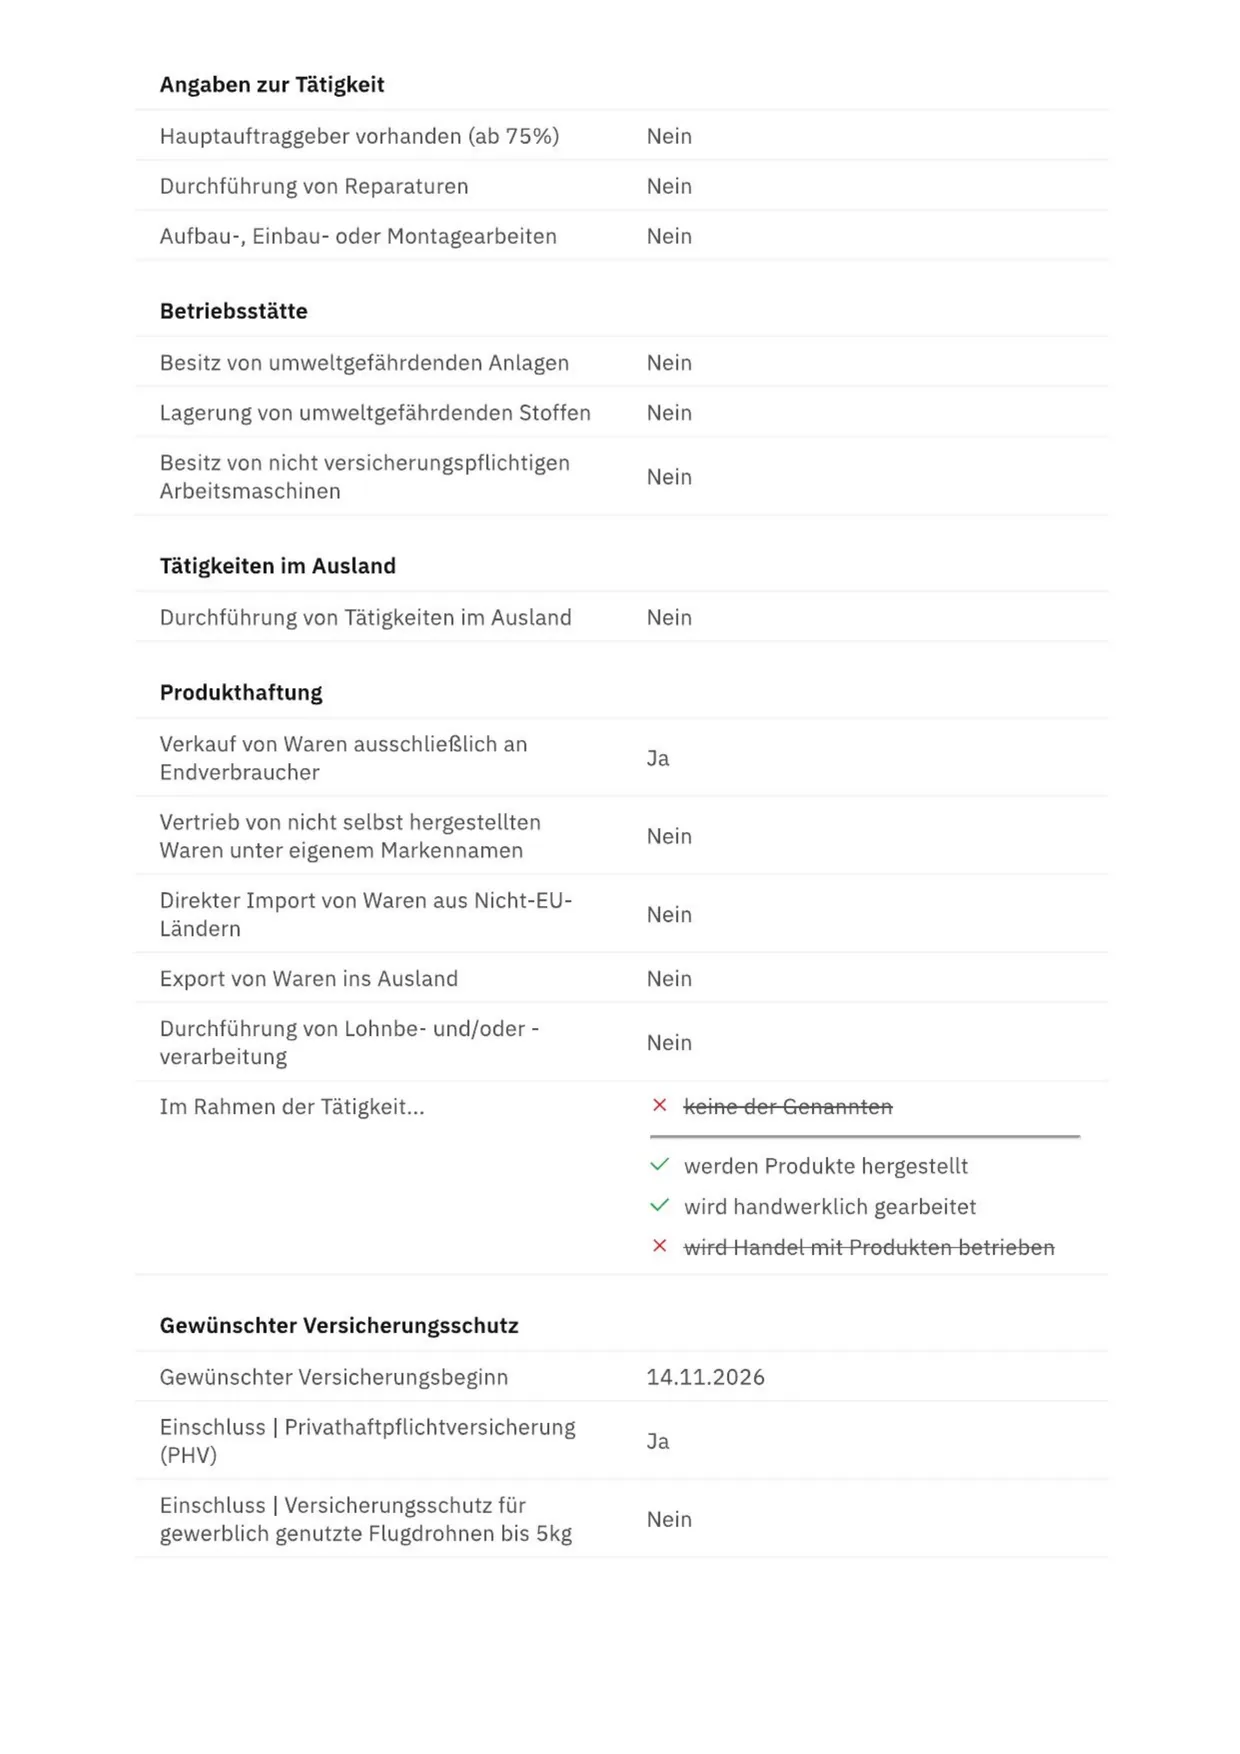 Angaben zur Tätigkeit
Hauptauftraggeber vorhanden (ab 75%) Nein
Durchführung von Reparaturen Nein
Aufbau-, Einbau- oder Montagearbeiten Nein
Betriebsstätte
Besitz von umweltgefährdenden Anlagen Nein
Lagerung von umweltgefährdenden Stoffen Nein
Besitz von nicht versicherungspflichtigen
Arbeitsmaschinen Nein
Tätigkeiten im Ausland
Durchführung von Tätigkeiten im Ausland Nein
Produkthaftung
Verkauf von Waren ausschließlich an
Endverbraucher Ja
Vertrieb von nicht selbst hergestellten
Waren unter eigenem Markennamen Nein
Direkter Import von Waren aus Nicht-EU-
Ländern Nein
Export von Waren ins Ausland Nein
Durchführung von Lohnbe- und/oder -
verarbeitung Nein
Im Rahmen der Tätigkeit... keine der Genannten
werden Produkte hergestellt
wird handwerklich gearbeitet
wird Handel mit Produkten betrieben
Gewünschter Versicherungsschutz
Gewünschter Versicherungsbeginn 14.11.2026
Einschluss | Privathaftpflichtversicherung
(PHV) Ja
Einschluss | Versicherungsschutz für
gewerblich genutzte Flugdrohnen bis 5kg Nein